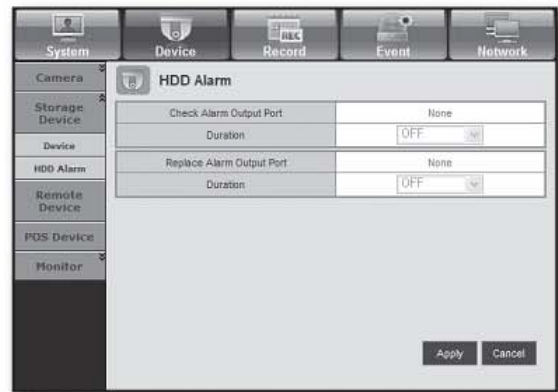 System Device Record Event Network
REC
Camera
Storage Device
Device
HDD Alarm
Remote Device
POS Device
Monitor
HDD Alarm
Check Alarm Output Port None
Duration OFF
Replace Alarm Output Port None
Duration OFF
Apply Cancel